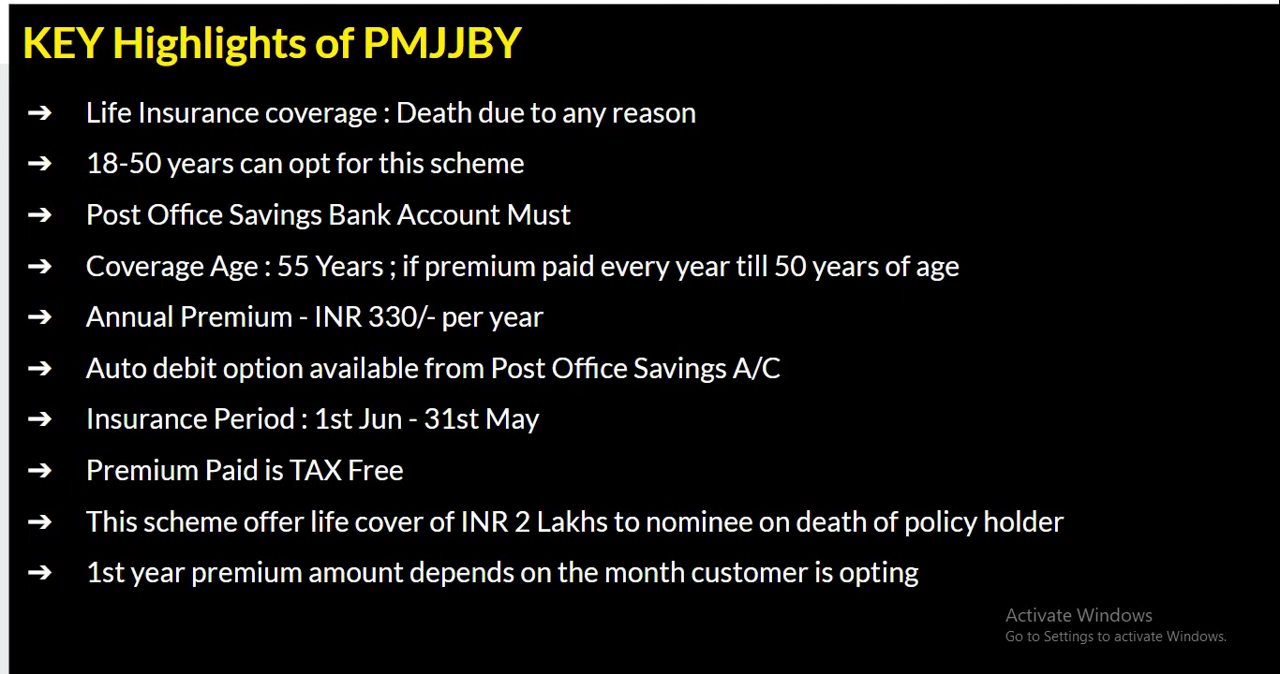 KEY Highlights of PMJJBY
➔ Life Insurance coverage : Death due to any reason
➔ 18-50 years can opt for this scheme
➔ Post Office Savings Bank Account Must
➔ Coverage Age : 55 Years ; if premium paid every year till 50 years of age
➔ Annual Premium - INR 330/- per year
➔ Auto debit option available from Post Office Savings A/C
➔ Insurance Period : 1st Jun - 31st May
➔ Premium Paid is TAX Free
➔ This scheme offer life cover of INR 2 Lakhs to nominee on death of policy holder
➔ 1st year premium amount depends on the month customer is opting
Activate Windows
Go to Settings to activate Windows.